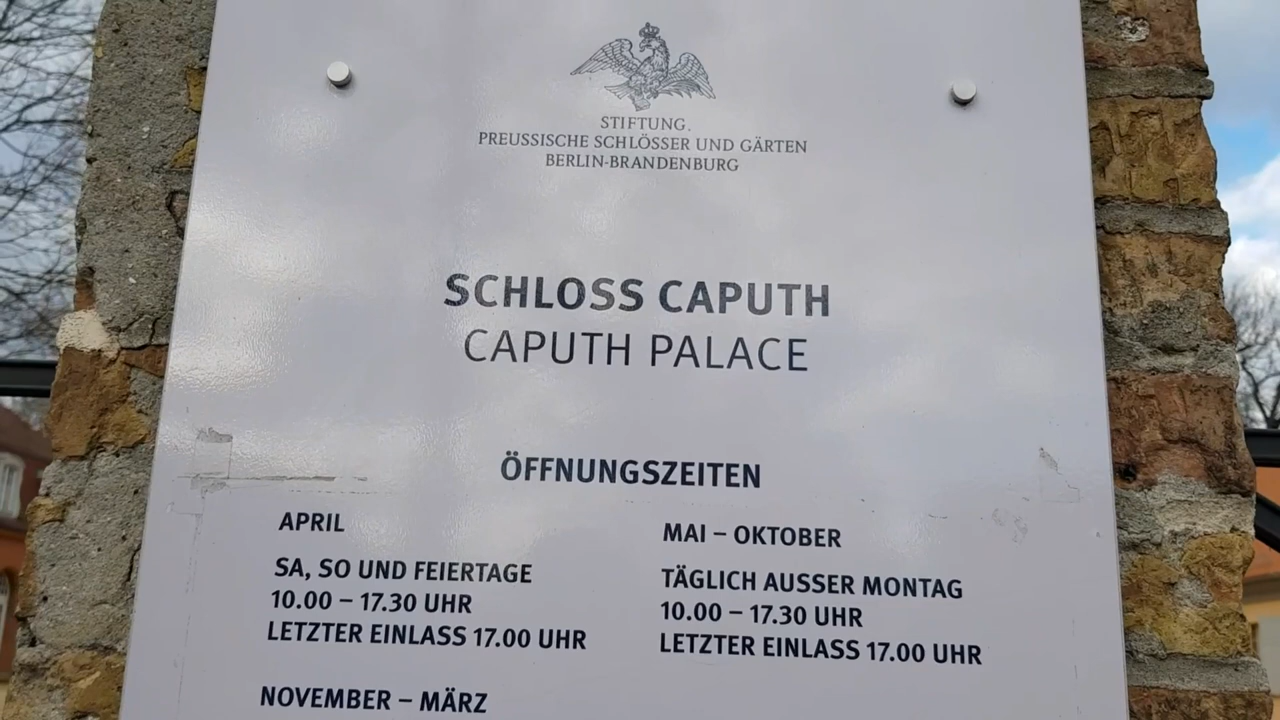 STIFTUNG
PREUSSISCHE SCHLÖSSER UND GÄRTEN
BERLIN-BRANDENBURG
SCHLOSS CAPUTH
CAPUTH PALACE
ÖFFNUNGSZEITEN
APRIL
SA, SO UND FEIERTAGE
10.00 – 17.30 UHR
LETZTER EINLASS 17.00 UHR
MAI – OKTOBER
TÄGLICH AUSSER MONTAG
10.00 – 17.30 UHR
LETZTER EINLASS 17.00 UHR
NOVEMBER – MÄRZ